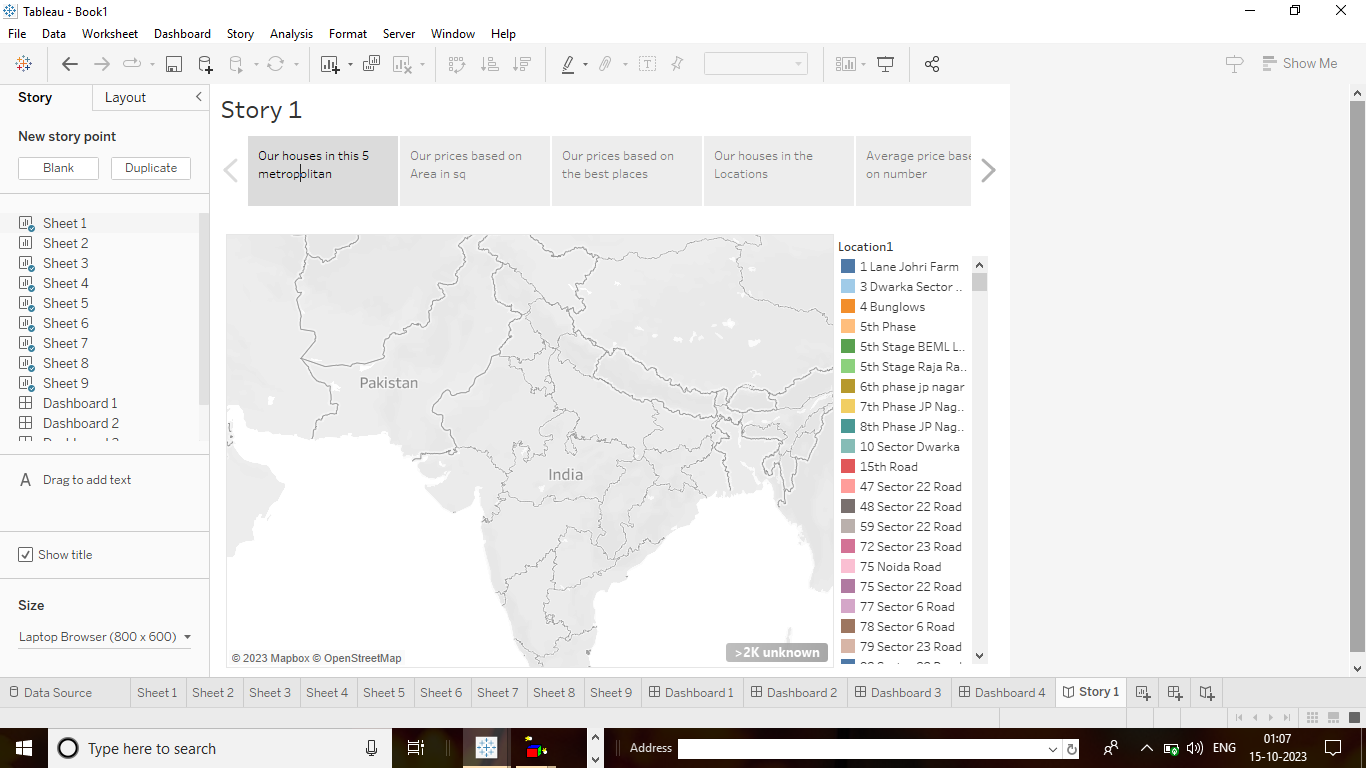 Tableau - Book1
File Data Worksheet Dashboard Story Analysis Format Server Window Help
Show Me
Story Layout
New story point
Blank Duplicate
Sheet 1
Sheet 2
Sheet 3
Sheet 4
Sheet 5
Sheet 6
Sheet 7
Sheet 8
Sheet 9
Dashboard 1
Dashboard 2
A Drag to add text
Show title
Size
Laptop Browser (800 x 600)
Story 1
Our houses in this 5
metropolitan
Our prices based on
Area in sq
Our prices based on
the best places
Our houses in the
Locations
Average price base
on number
Pakistan
India
© 2023 Mapbox © OpenStreetMap
>2K unknown
Location1
1 Lane Johri Farm
3 Dwarka Sector ..
4 Bunglows
5th Phase
5th Stage BEML L..
5th Stage Raja Ra..
6th phase jp nagar
7th Phase JP Nag..
8th Phase JP Nag..
10 Sector Dwarka
15th Road
47 Sector 22 Road
48 Sector 22 Road
59 Sector 22 Road
72 Sector 23 Road
75 Noida Road
75 Sector 22 Road
77 Sector 6 Road
78 Sector 6 Road
79 Sector 23 Road
Data Source Sheet 1 Sheet 2 Sheet 3 Sheet 4 Sheet 5 Sheet 6 Sheet 7 Sheet 8 Sheet 9 Dashboard 1 Dashboard 2 Dashboard 3 Dashboard 4 Story 1
Type here to search
Address
ENG
01:07
15-10-2023